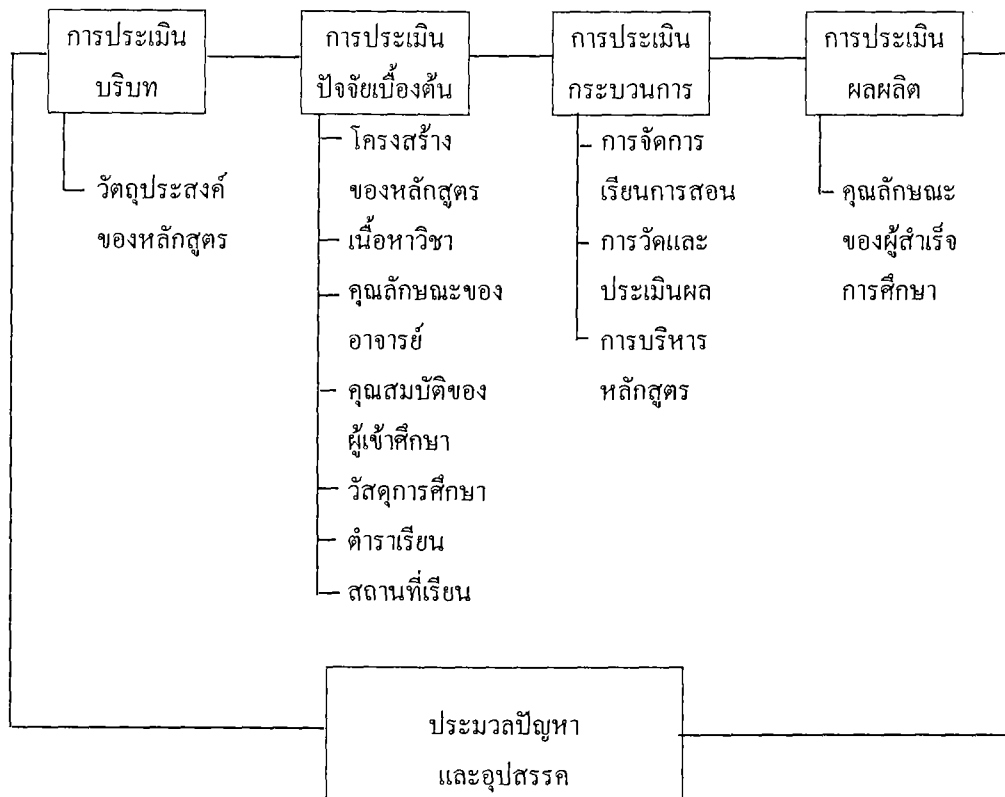 การประเมิน
บริบท
วัตถุประสงค์
ของหลักสูตร
การประเมิน
ปัจจัยเบื้องต้น
โครงสร้าง
ของหลักสูตร
เนื้อหาวิชา
คุณลักษณะของ
อาจารย์
คุณสมบัติของ
ผู้เข้าศึกษา
วัสดุการศึกษา
ตำราเรียน
สถานที่เรียน
การประเมิน
กระบวนการ
การจัดการ
เรียนการสอน
การวัดและ
ประเมินผล
การบริหาร
หลักสูตร
การประเมิน
ผลผลิต
คุณลักษณะ
ของผู้สำเร็จ
การศึกษา
ประมวลปัญหา
และอุปสรรค